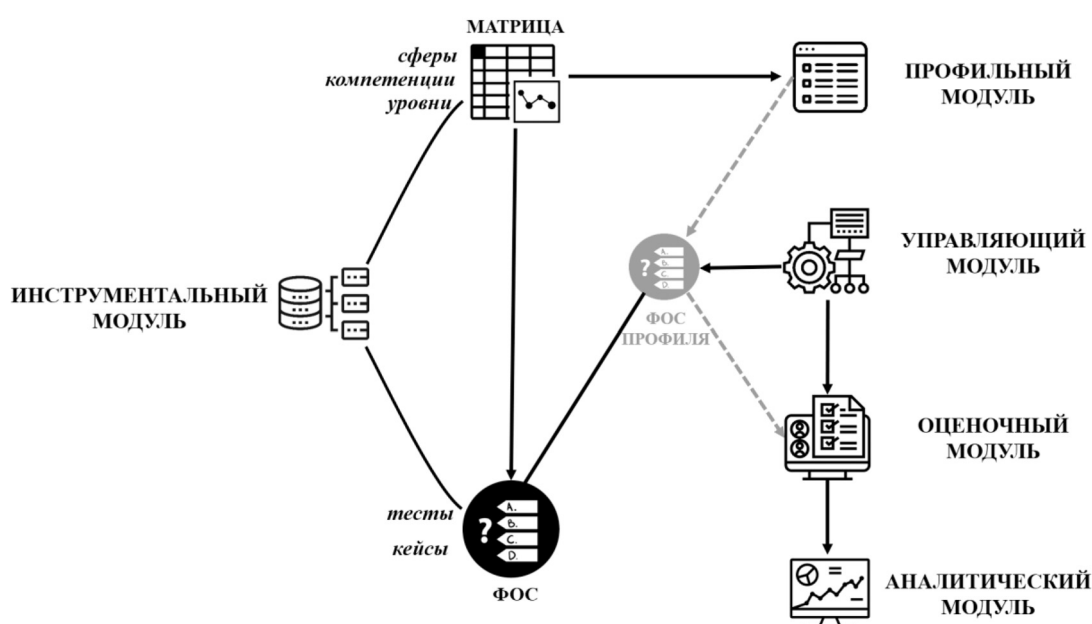 МАТРИЦА
сферы
компетенции
уровни
ПРОФИЛЬНЫЙ
МОДУЛЬ
УПРАВЛЯЮЩИЙ
МОДУЛЬ
?
A.
B.
C.
D.
ФОС
ПРОФИЛЯ
ИНСТРУМЕНТАЛЬНЫЙ
МОДУЛЬ
ОЦЕНОЧНЫЙ
МОДУЛЬ
тесты
кейсы
?
A.
B.
C.
D.
ФОС
АНАЛИТИЧЕСКИЙ
МОДУЛЬ